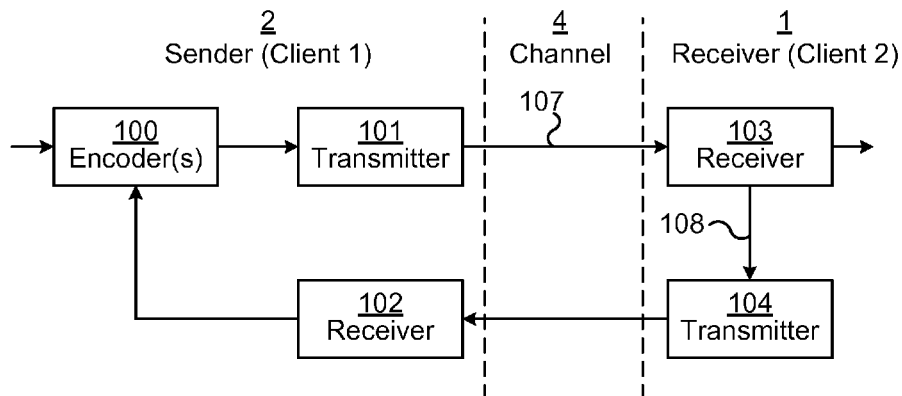 2
Sender (Client 1)
4
Channel
1
Receiver (Client 2)
107
100
Encoder(s)
101
Transmitter
103
Receiver
108
102
Receiver
104
Transmitter